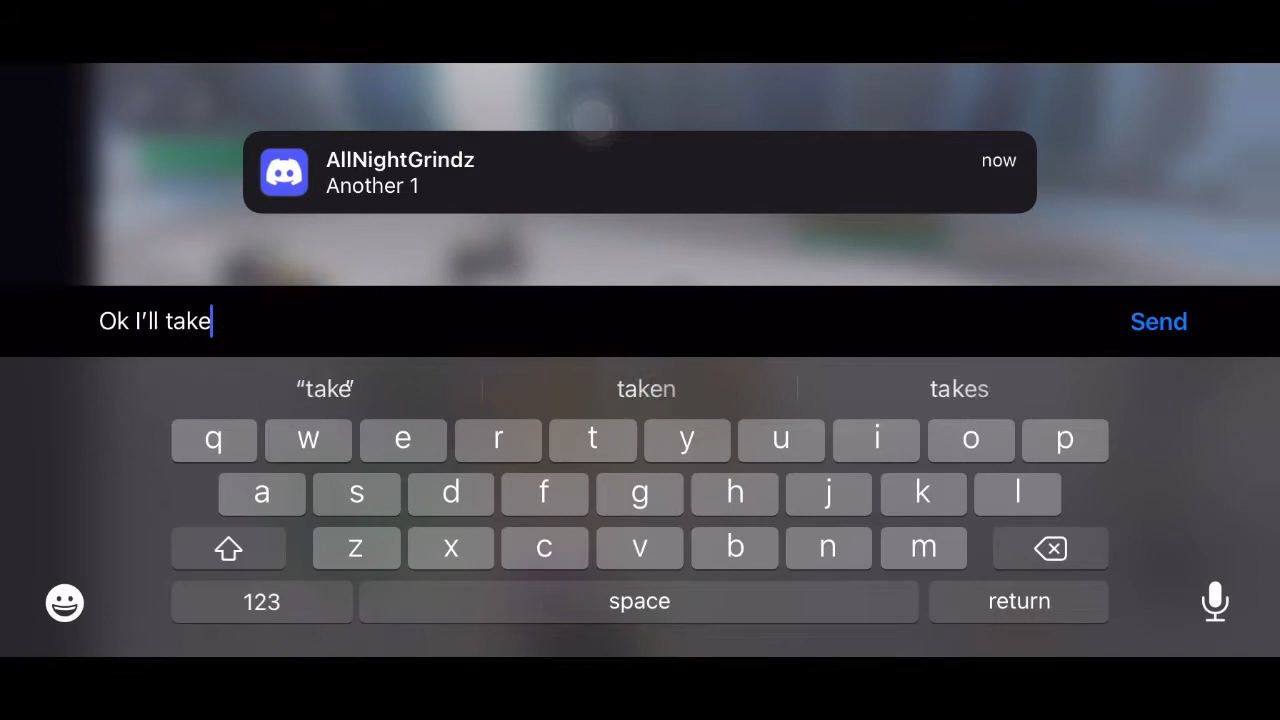 AllNightGrindz
now
Another 1
Ok I’ll take
Send
“take” taken takes
q w e r t y u i o p
a s d f g h j k l
z x c v b n m
123 space return